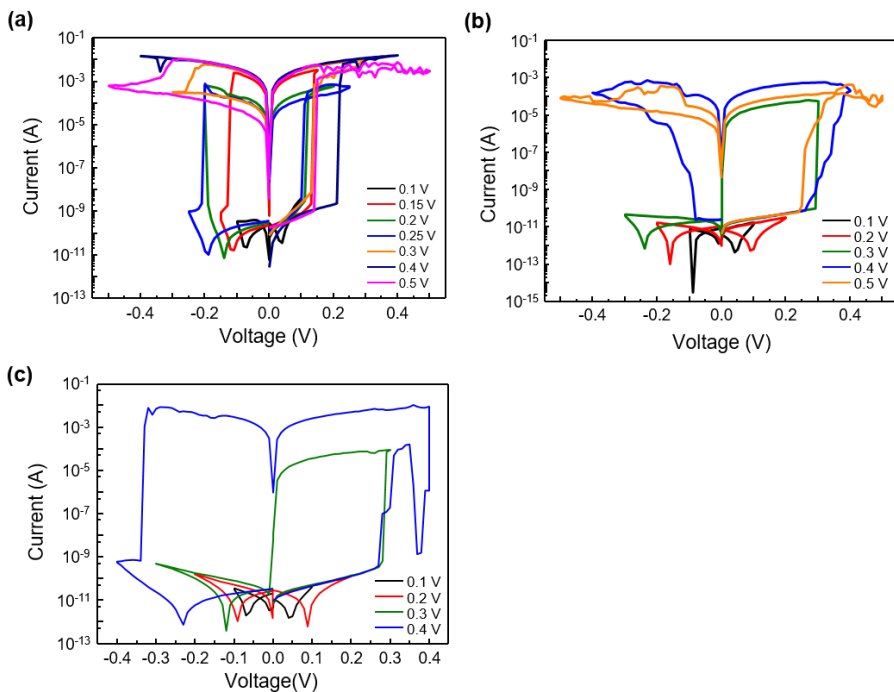 (a)
10⁻¹
10⁻³
10⁻⁵
10⁻⁷
10⁻⁹
10⁻¹¹
10⁻¹³
Current (A)
-0.4 -0.2 0.0 0.2 0.4
Voltage (V)
0.1 V
0.15 V
0.2 V
0.25 V
0.3 V
0.4 V
0.5 V
(b)
10⁻¹
10⁻³
10⁻⁵
10⁻⁷
10⁻⁹
10⁻¹¹
10⁻¹³
10⁻¹⁵
Current (A)
-0.4 -0.2 0.0 0.2 0.4
Voltage (V)
0.1 V
0.2 V
0.3 V
0.4 V
0.5 V
(c)
10⁻¹
10⁻³
10⁻⁵
10⁻⁷
10⁻⁹
10⁻¹¹
10⁻¹³
Current (A)
-0.4 -0.3 -0.2 -0.1 0.0 0.1 0.2 0.3 0.4
Voltage(V)
0.1 V
0.2 V
0.3 V
0.4 V